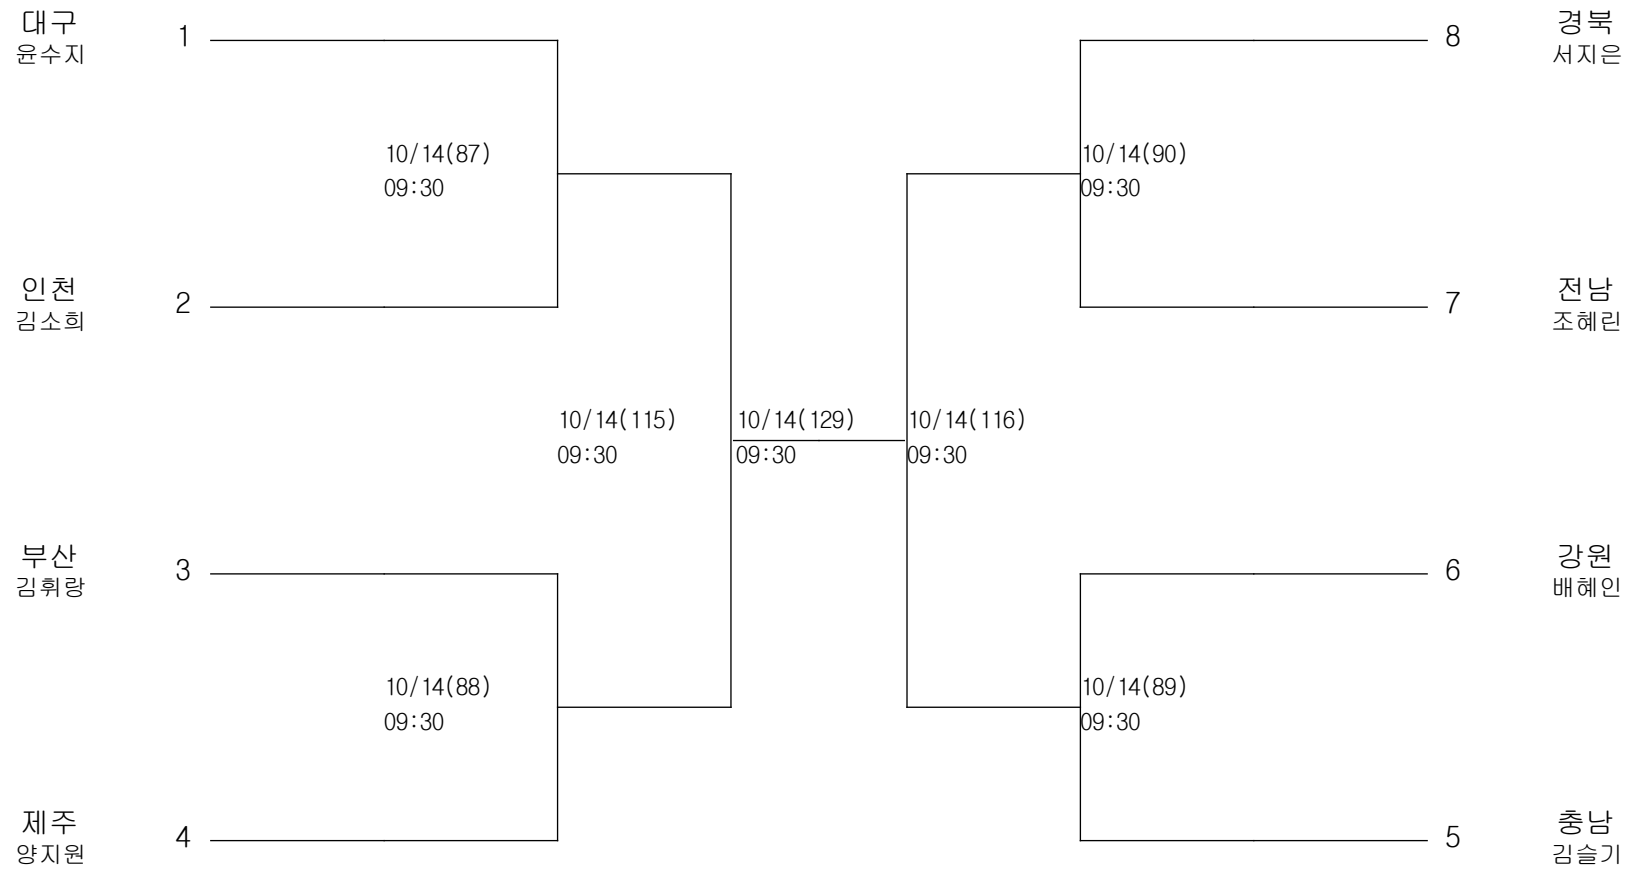 대구
윤수지
1
8
경북
서지은
10/14(87)
09:30
10/14(90)
09:30
인천
김소희
2
7
전남
조혜린
10/14(115)
09:30
10/14(129)
09:30
10/14(116)
09:30
부산
김휘랑
3
6
강원
배혜인
10/14(88)
09:30
10/14(89)
09:30
제주
양지원
4
5
충남
김슬기